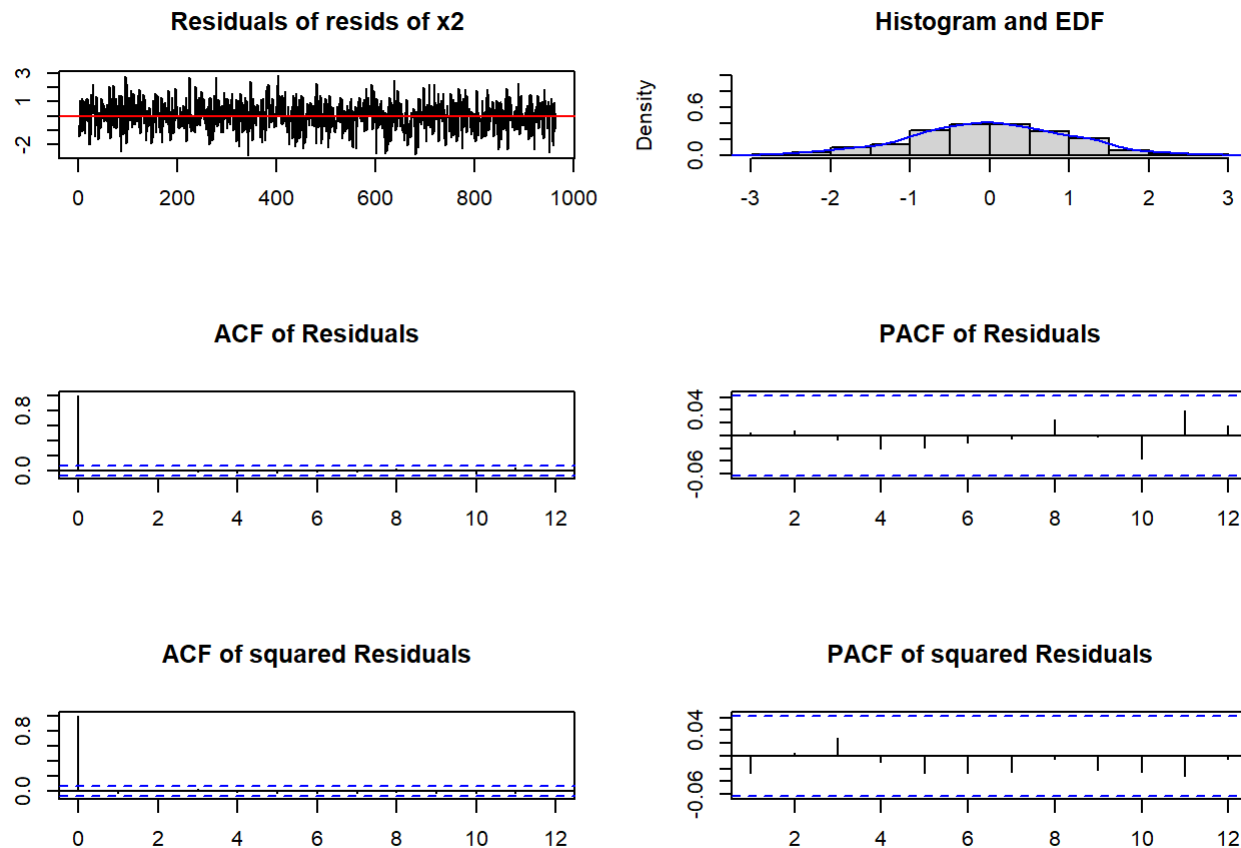 Residuals of resids of x2
3
1
-2
0 200 400 600 800 1000
Histogram and EDF
Density
0.6
0.0
-3 -2 -1 0 1 2 3
ACF of Residuals
0.8
0.0
0 2 4 6 8 10 12
PACF of Residuals
0.04
-0.06
2 4 6 8 10 12
ACF of squared Residuals
0.8
0.0
0 2 4 6 8 10 12
PACF of squared Residuals
0.04
-0.06
2 4 6 8 10 12